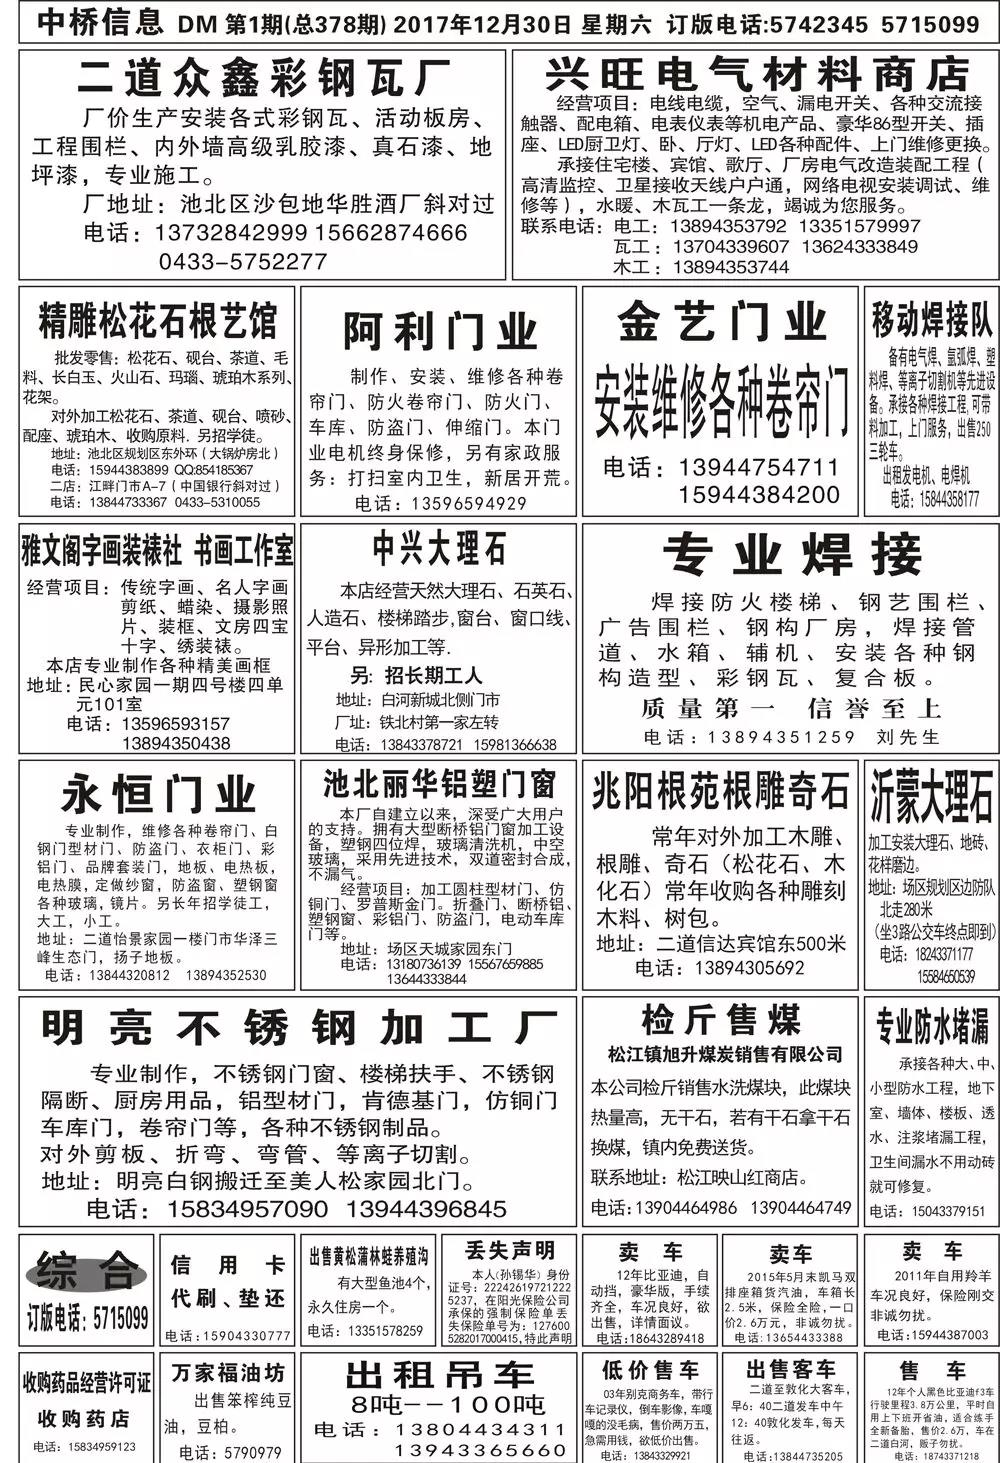 中桥信息 DM 第1期(总378期) 2017年12月30日 星期六 订版电话:5742345 5715099
二道众鑫彩钢瓦厂
厂价生产安装各式彩钢瓦、活动板房、
工程围栏、内外墙高级乳胶漆、真石漆、地
坪漆，专业施工。
厂地址：池北区沙包地华胜酒厂斜对过
电话：13732842999 15662874666
0433-5752277
兴旺电气材料商店
经营项目：电线电缆，空气、漏电开关、各种交流接
触器、配电箱、电表仪表等机电产品、豪华86型开关、插
座、LED厨卫灯、卧、厅灯、LED各种配件、上门维修更换。
承接住宅楼、宾馆、歌厅、厂房电气改造装配工程（
高清监控、卫星接收天线户户通，网络电视安装调试、维
修等），水暖、木瓦工一条龙，竭诚为您服务。
联系电话：电工：13894353792 13351579997
瓦工：13704339607 13624333849
木工：13894353744
精雕松花石根艺馆
批发零售：松花石、砚台、茶道、毛
料、长白玉、火山石、玛瑙、琥珀木系列、
花架。
对外加工松花石、茶道、砚台、喷砂、
配座、琥珀木、收购原料．另招学徒。
地址：池北区规划区东外环（大锅炉房北）
电话：15944383899 QQ:854185367
二店：江畔门市A-7（中国银行斜对过）
电话：13844733367 0433-5310055
阿利门业
制作、安装、维修各种卷
帘门、防火卷帘门、防火门、
车库、防盗门、伸缩门。本门
业电机终身保修，另有家政服
务：打扫室内卫生，新居开荒。
电话：13596594929
金艺门业
安装维修各种卷帘门
电话：13944754711
15944384200
移动焊接队
备有电气焊、氩弧焊、塑
料焊、等离子切割机等先进设
备。承接各种焊接工程，可带
料加工，上门服务，出售250
三轮车。
出租发电机、电焊机
电话：15844358177
雅文阁字画装裱社 书画工作室
经营项目：传统字画、名人字画
剪纸、蜡染、摄影照
片、装框、文房四宝
十字、绣装裱。
本店专业制作各种精美画框
地址：民心家园一期四号楼四单
元101室
电话：13596593157
13894350438
中兴大理石
本店经营天然大理石、石英石、
人造石、楼梯踏步，窗台、窗口线、
平台、异形加工等．
另：招长期工人
地址：白河新城北侧门市
厂址：铁北村第一家左转
电话：13843378721 15981366638
专业焊接
焊接防火楼梯、钢艺围栏、
广告围栏、钢构厂房，焊接管
道、水箱、辅机、安装各种钢
构造型、彩钢瓦、复合板。
质量第一 信誉至上
电话：13894351259 刘先生
永恒门业
专业制作，维修各种卷帘门、白
钢门型材门、防盗门、衣柜门、彩
铝门、品牌套装门，地板、电热板，
电热膜，定做纱窗，防盗窗、塑钢窗
各种玻璃，镜片。另长年招学徒工，
大工，小工。
地址：二道怡景家园一楼门市华泽三
峰生态门，扬子地板。
电话：13844320812 13894352530
池北丽华铝塑门窗
本厂自建立以来，深受广大用户
的支持。拥有大型断桥铝门窗加工设
备，塑钢四位焊，玻璃清洗机，中空
玻璃，采用先进技术，双道密封合成，
不漏气。
经营项目：加工圆柱型材门、仿
铜门、罗普斯金门。折叠门、断桥铝、
塑钢窗、彩铝门、防盗门，电动车库
门等。
地址：场区天城家园东门
电话：13180736139 15567659885
13644333844
兆阳根苑根雕奇石
常年对外加工木雕、
根雕、奇石（松花石、木
化石）常年收购各种雕刻
木料、树包。
地址：二道信达宾馆东500米
电话：13894305692
沂蒙大理石
加工安装大理石、地砖、
花样磨边。
地址：场区规划区边防队
北走280米
（坐3路公交车终点即到）
电话：18243371177
15584650539
明亮不锈钢加工厂
专业制作，不锈钢门窗、楼梯扶手、不锈钢
隔断、厨房用品，铝型材门，肯德基门，仿铜门
车库门，卷帘门等，各种不锈钢制品。
对外剪板、折弯、弯管、等离子切割。
地址：明亮白钢搬迁至美人松家园北门。
电话：15834957090 13944396845
检斤售煤
松江镇旭升煤炭销售有限公司
本公司检斤销售水洗煤块，此煤块
热量高，无干石，若有干石拿干石
换煤，镇内免费送货。
联系地址：松江映山红商店。
电话：13904464986 13904464749
专业防水堵漏
承接各种大、中、
小型防水工程，地下
室、墙体、楼板、透
水、注浆堵漏工程，
卫生间漏水不用动砖
就可修复。
电话：15043379151
综合
订版电话：5715099
信用卡
代刷、垫还
电话：15904330777
出售黄松蒲林蛙养殖沟
有大型鱼池4个，
永久住房一个。
电话：13351578259
丢失声明
本人(孙锡华)身份
证号：22242619721222
5237，在阳光保险公司
承保的强制保险单丢
失保险单号为：127600
5282017000415，特此声明
卖车
12年比亚迪，自
动挡，豪华版，手续
齐全，车况良好，欲
出售，详情面议。
电话：18643289418
卖车
2015年5月末凯马双
排座箱货汽油，车箱长
2.5米，保险全险，一口
价2.6万元，非诚勿扰。
电话：13654433388
卖车
2011年自用羚羊
车况良好，保险刚交
非诚勿扰。
电话：15944387003
收购药品经营许可证
收购药店
电话：15834959123
万家福油坊
出售笨榨纯豆
油，豆柏。
电话：5790979
出租吊车
8吨--100吨
电话：13804434311
13943365660
低价售车
03年别克商务车，带行
车记录仪，倒车影像，车嘎
嘎的没毛病，售价两万五，
急需用钱，欲低价出售。
电话：13843329921
出售客车
二道至敦化大客车，
早6：40二道发车中午
12：40敦化发车，每天
往返。
电话：13844735205
售车
12年个人黑色比亚迪f3车
行驶里程3.8万公里，平时自
用上下班开省油，适合练手
全新备胎，售价2.6万，车在
二道白河，贩子勿扰。
电话：18743371218